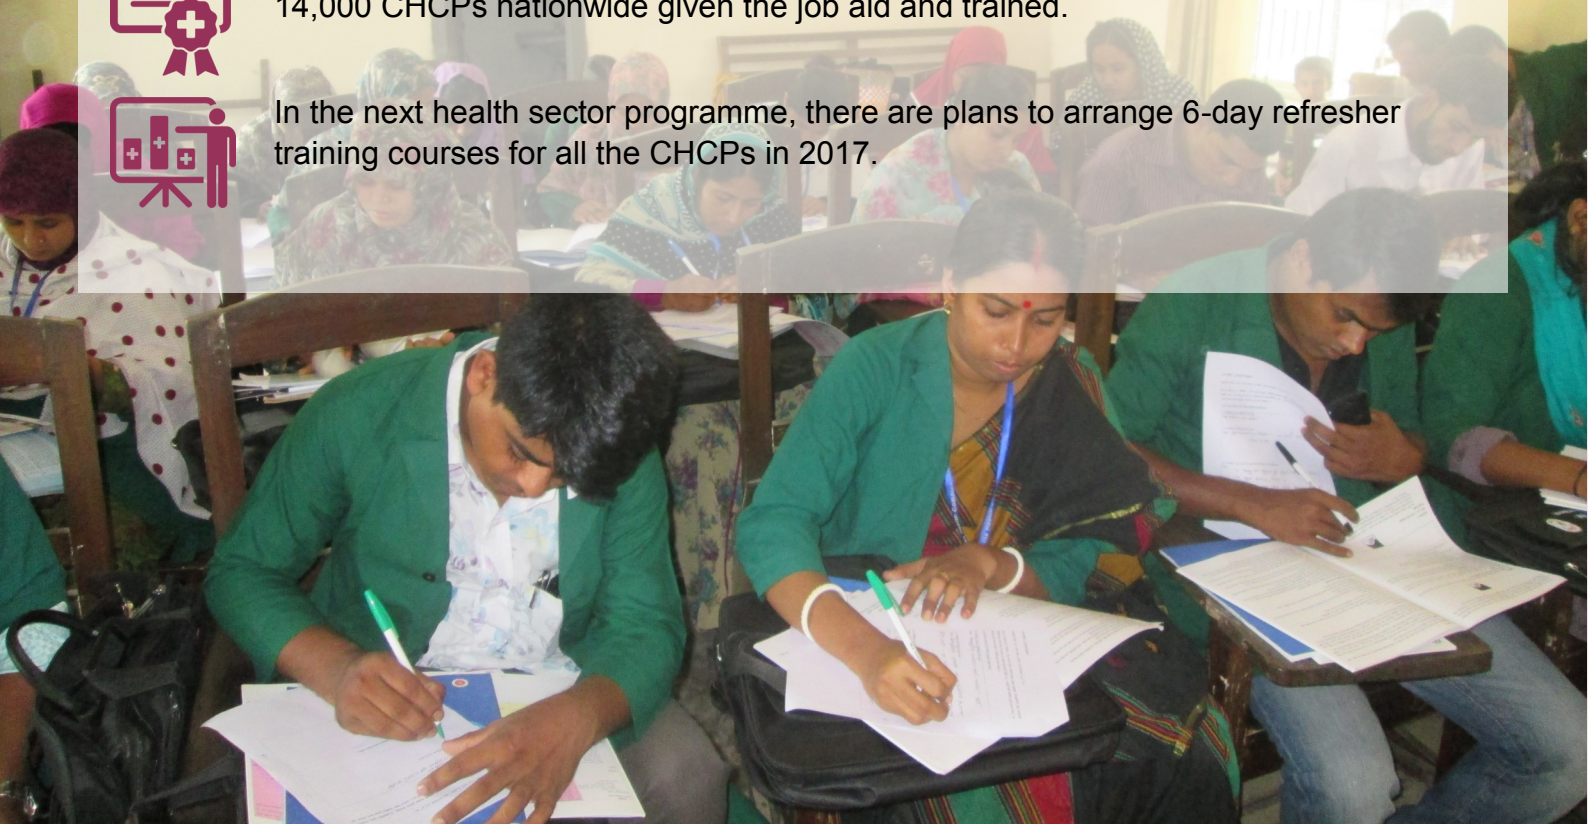 14,000 CHCPs nationwide given the job aid and trained.
In the next health sector programme, there are plans to arrange 6-day refresher
training courses for all the CHCPs in 2017.